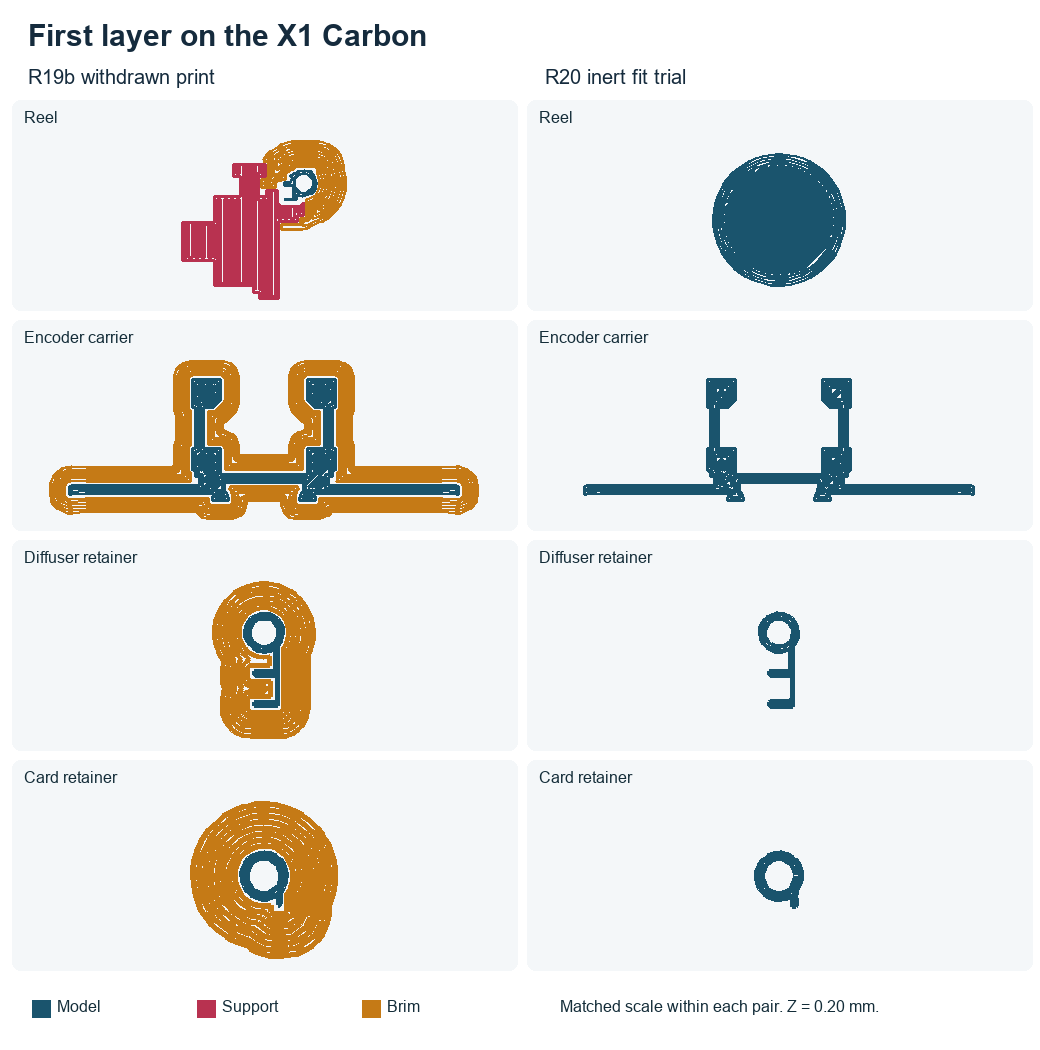 First layer on the X1 Carbon
R19b withdrawn print
R20 inert fit trial
Reel
Reel
Encoder carrier
Encoder carrier
Diffuser retainer
Diffuser retainer
Card retainer
Card retainer
Model
Support
Brim
Matched scale within each pair. Z = 0.20 mm.